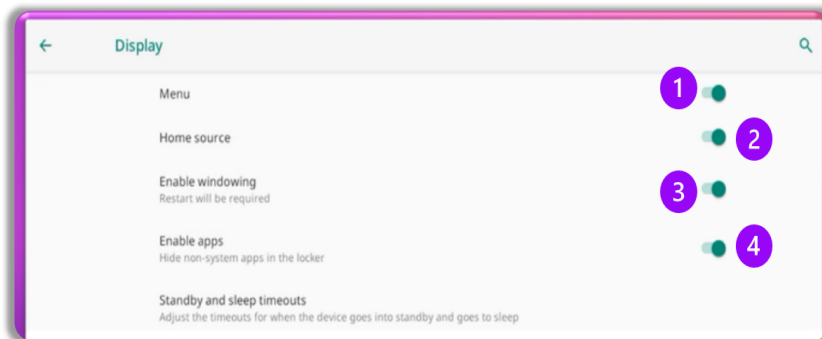 Display
Menu
1
Home source
2
Enable windowing
Restart will be required
3
Enable apps
Hide non-system apps in the locker
4
Standby and sleep timeouts
Adjust the timeouts for when the device goes into standby and goes to sleep